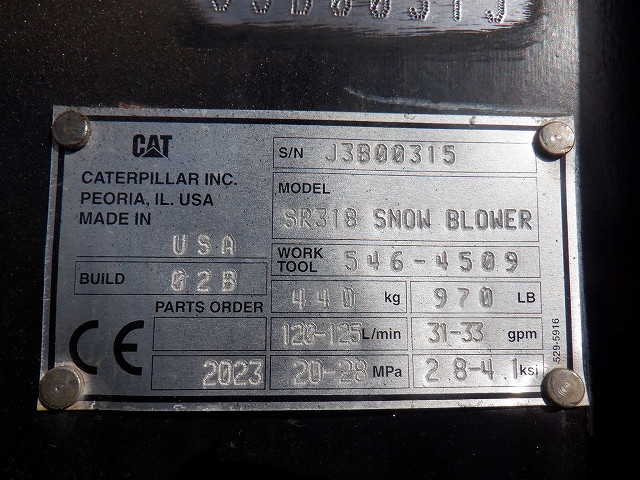 J3B00315
CAT
CATERPILLAR INC.
PEORIA, IL. USA
MADE IN
USA
BUILD 02B
PARTS ORDER
2023
S/N J3B00315
MODEL
SR318 SNOW BLOWER
WORK TOOL 546-4509
440 kg 970 LB
120-125 L/min 31-33 gpm
20-28 MPa 2.8-4.1 ksi
CE
529-5916